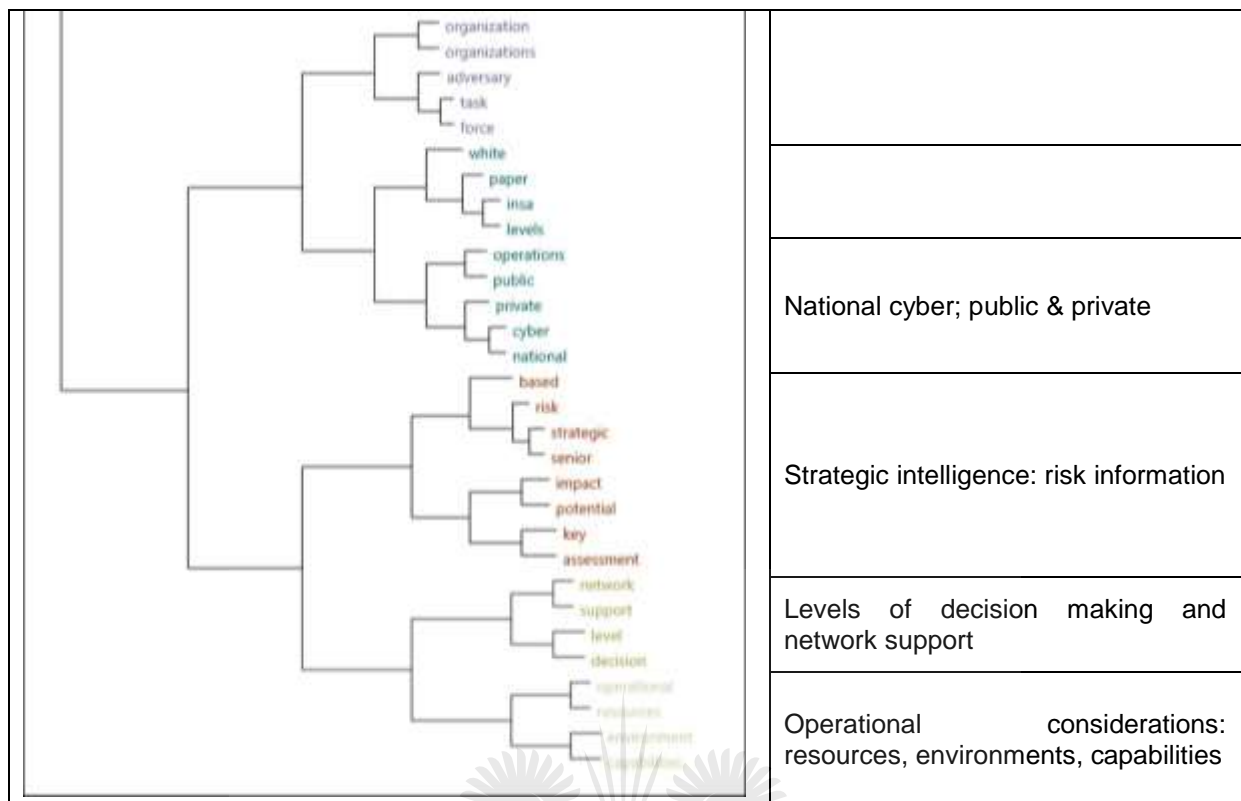 organization
organizations
adversary
task
force
white
paper
insa
levels
operations
public
private
cyber
national
based
risk
strategic
senior
impact
potential
key
assessment
network
support
level
decision
operational
resources
environment
capabilities
National cyber; public & private
Strategic intelligence: risk information
Levels of decision making and
network support
Operational considerations:
resources, environments, capabilities